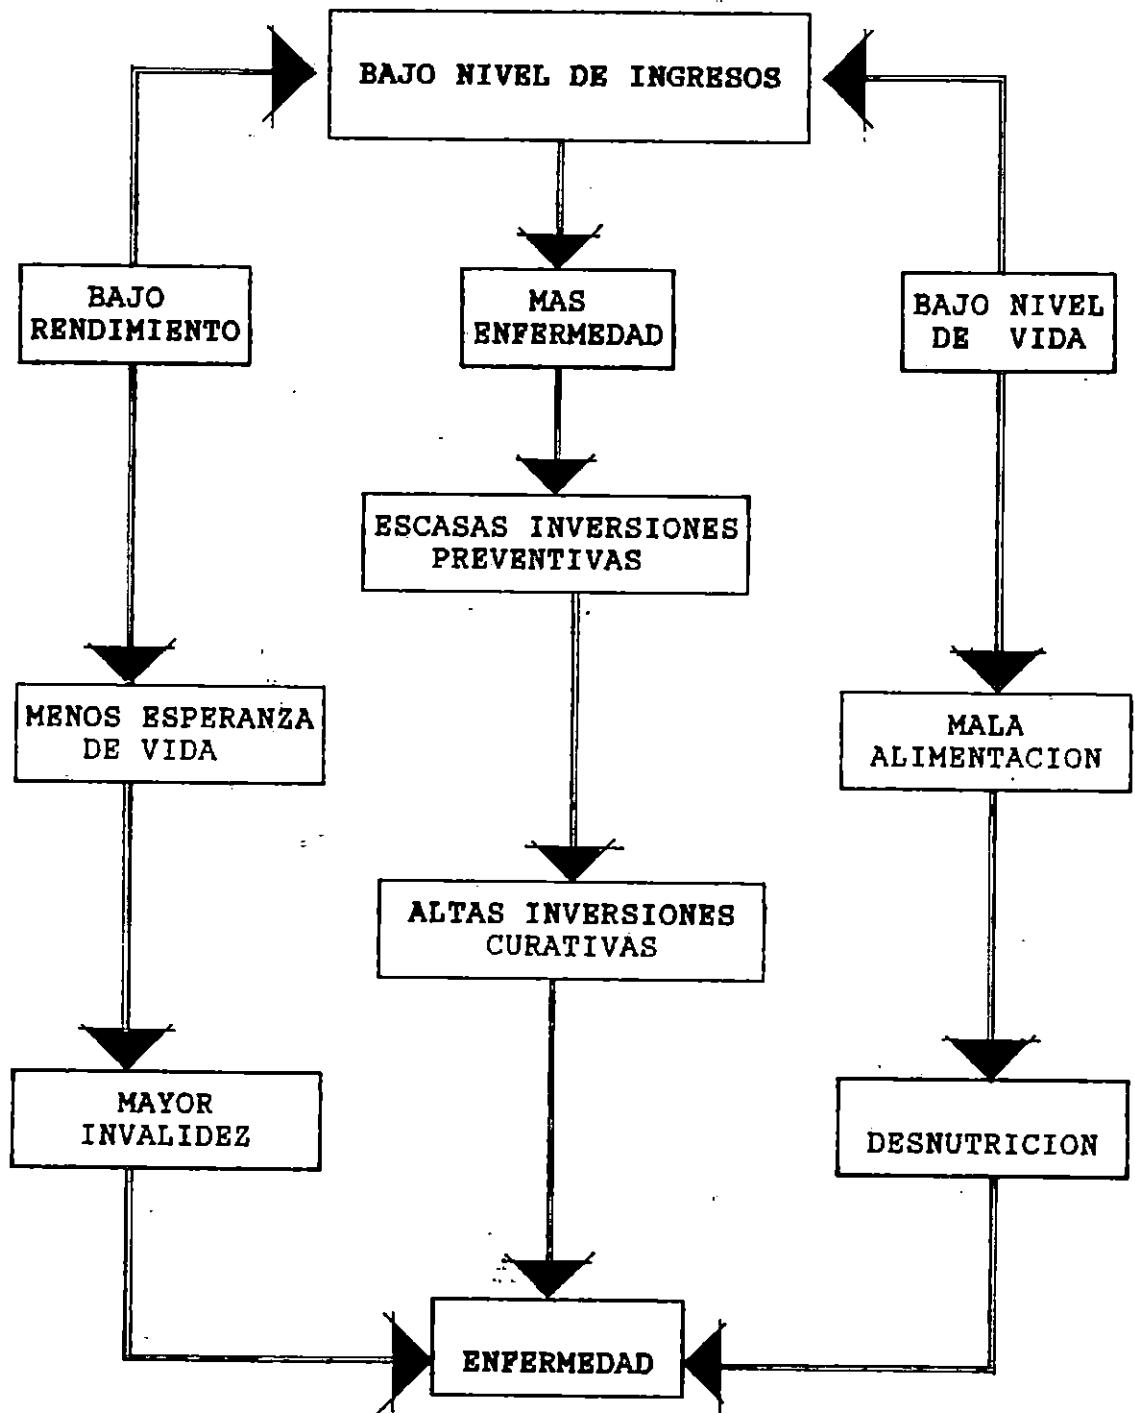 BAJO NIVEL DE INGRESOS
BAJO
RENDIMIENTO
MAS
ENFERMEDAD
BAJO NIVEL
DE VIDA
ESCASAS INVERSIONES
PREVENTIVAS
MENOS ESPERANZA
DE VIDA
MALA
ALIMENTACION
ALTAS INVERSIONES
CURATIVAS
MAYOR
INVALIDEZ
DESNUTRICION
ENFERMEDAD